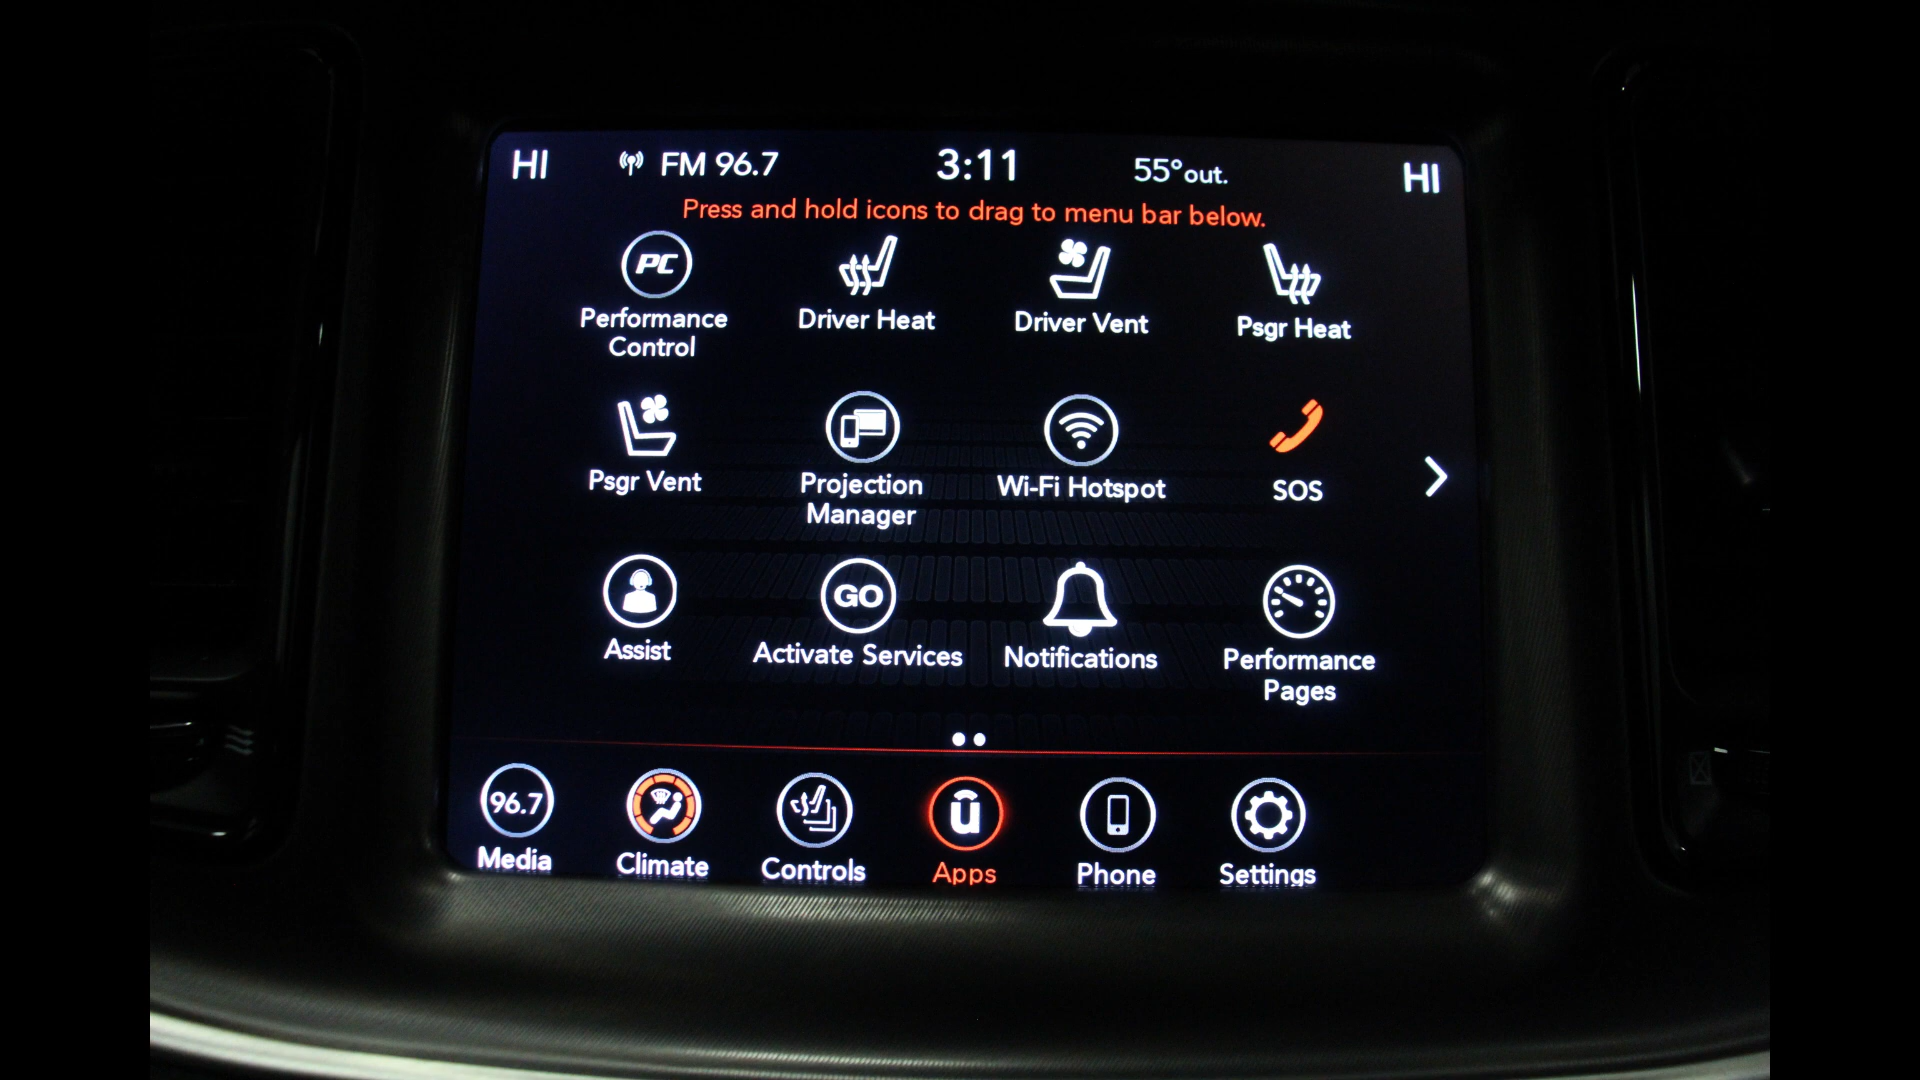 HI FM 96.7 3:11 55°out. HI
Press and hold icons to drag to menu bar below.
PC
Performance Control
Driver Heat
Driver Vent
Psgr Heat
Psgr Vent
Projection Manager
Wi-Fi Hotspot
SOS
Assist
GO
Activate Services
Notifications
Performance Pages
96.7
Media
Climate
Controls
ū
Apps
Phone
Settings